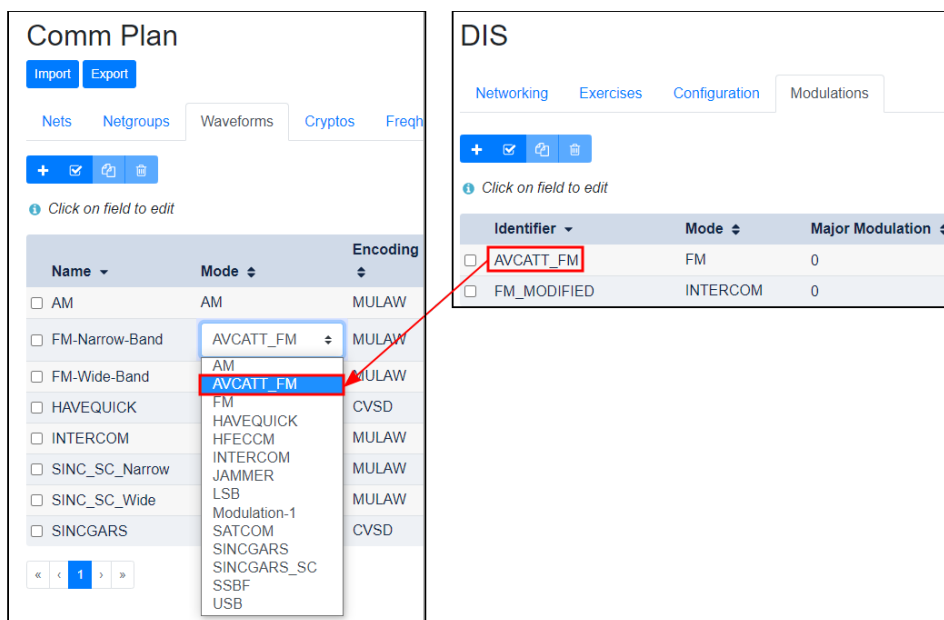 Comm Plan
Import Export
Nets Netgroups Waveforms Cryptos Freqh
Click on field to edit
Name Mode Encoding
AM AM MULAW
FM-Narrow-Band AVCATT_FM MULAW
FM-Wide-Band MULAW
HAVEQUICK CVSD
INTERCOM MULAW
SINC_SC_Narrow MULAW
SINC_SC_Wide MULAW
SINCGARS CVSD
AM
AVCATT_FM
FM
HAVEQUICK
HFECCM
INTERCOM
JAMMER
LSB
Modulation-1
SATCOM
SINCGARS
SINCGARS_SC
SSBF
USB
« ‹ 1 › »
DIS
Networking Exercises Configuration Modulations
Click on field to edit
Identifier Mode Major Modulation
AVCATT_FM FM 0
FM_MODIFIED INTERCOM 0